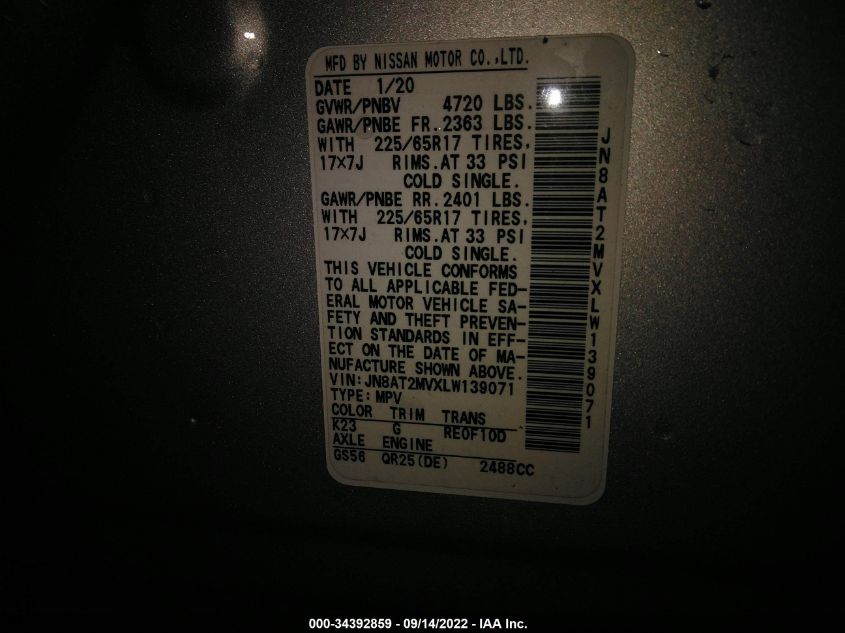 MFD BY NISSAN MOTOR CO.,LTD.
DATE 1/20
GVWR/PNBV 4720 LBS.
GAWR/PNBE FR.2363 LBS.
WITH 225/65R17 TIRES,
17×7J RIMS.AT 33 PSI
COLD SINGLE.
GAWR/PNBE RR.2401 LBS.
WITH 225/65R17 TIRES,
17×7J RIMS.AT 33 PSI
COLD SINGLE.
THIS VEHICLE CONFORMS
TO ALL APPLICABLE FED-
ERAL MOTOR VEHICLE SA-
FETY AND THEFT PREVEN-
TION STANDARDS IN EFF-
ECT ON THE DATE OF MA-
NUFACTURE SHOWN ABOVE.
VIN:JN8AT2MVXLW139071
TYPE:MPV
COLOR TRIM TRANS
K23 G RE0F10D
AXLE ENGINE
GS56 QR25(DE) 2488CC
JN8AT2MVXLW139071
000-34392859 - 09/14/2022 - IAA Inc.